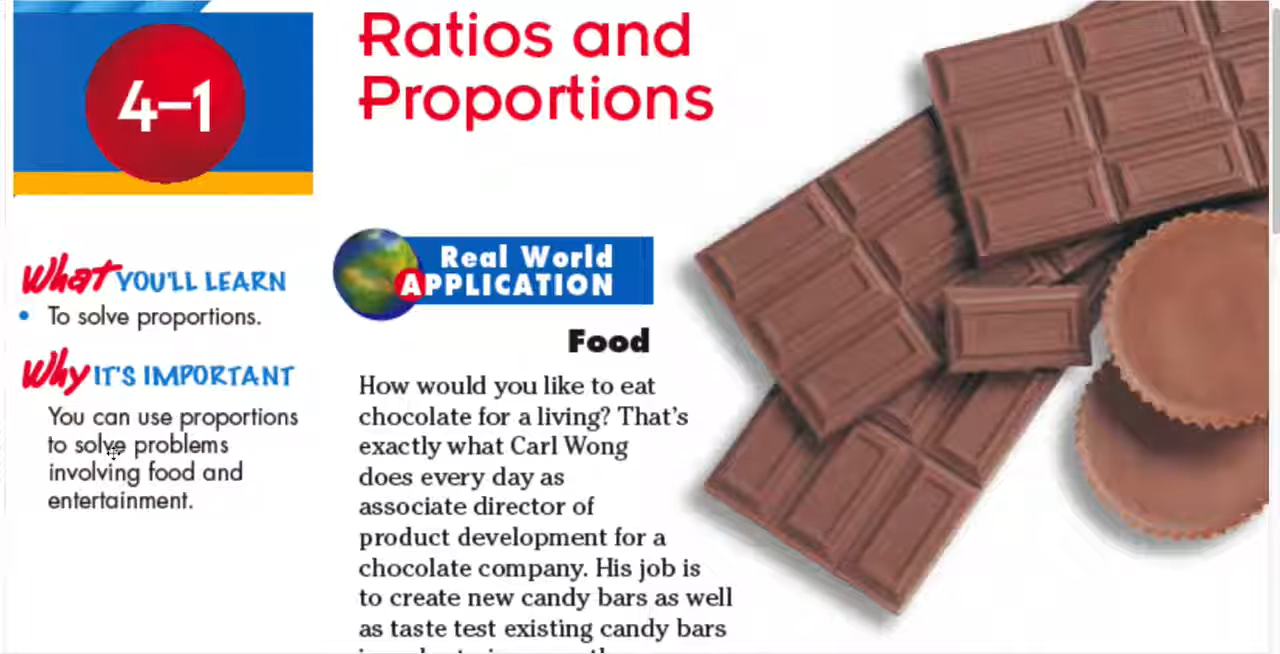 4–1
Ratios and
Proportions
What YOU'LL LEARN
• To solve proportions.
Why IT'S IMPORTANT
You can use proportions
to solve problems
involving food and
entertainment.
Real World
APPLICATION
Food
How would you like to eat
chocolate for a living? That's
exactly what Carl Wong
does every day as
associate director of
product development for a
chocolate company. His job is
to create new candy bars as well
as taste test existing candy bars